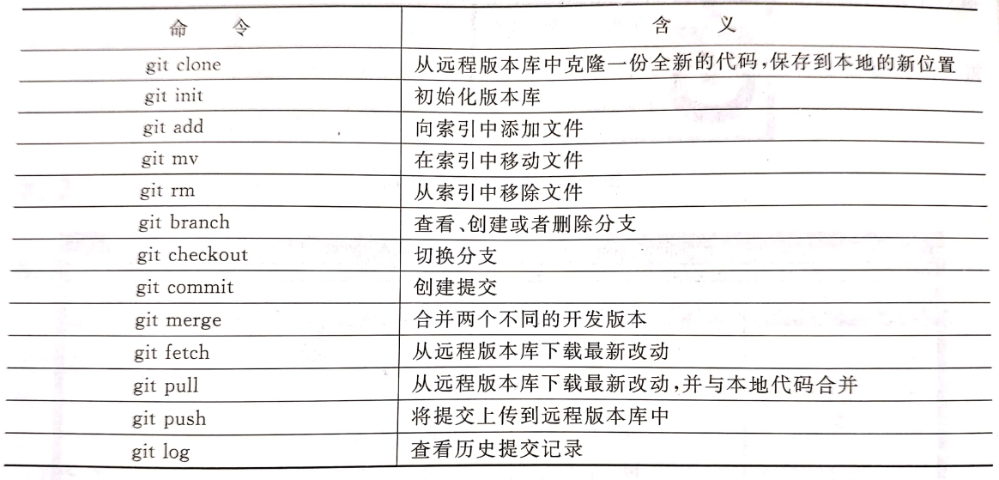 命 令 含 义
git clone 从远程版本库中克隆一份全新的代码,保存到本地的新位置
git init 初始化版本库
git add 向索引中添加文件
git mv 在索引中移动文件
git rm 从索引中移除文件
git branch 查看、创建或者删除分支
git checkout 切换分支
git commit 创建提交
git merge 合并两个不同的开发版本
git fetch 从远程版本库下载最新改动
git pull 从远程版本库下载最新改动,并与本地代码合并
git push 将提交上传到远程版本库中
git log 查看历史提交记录